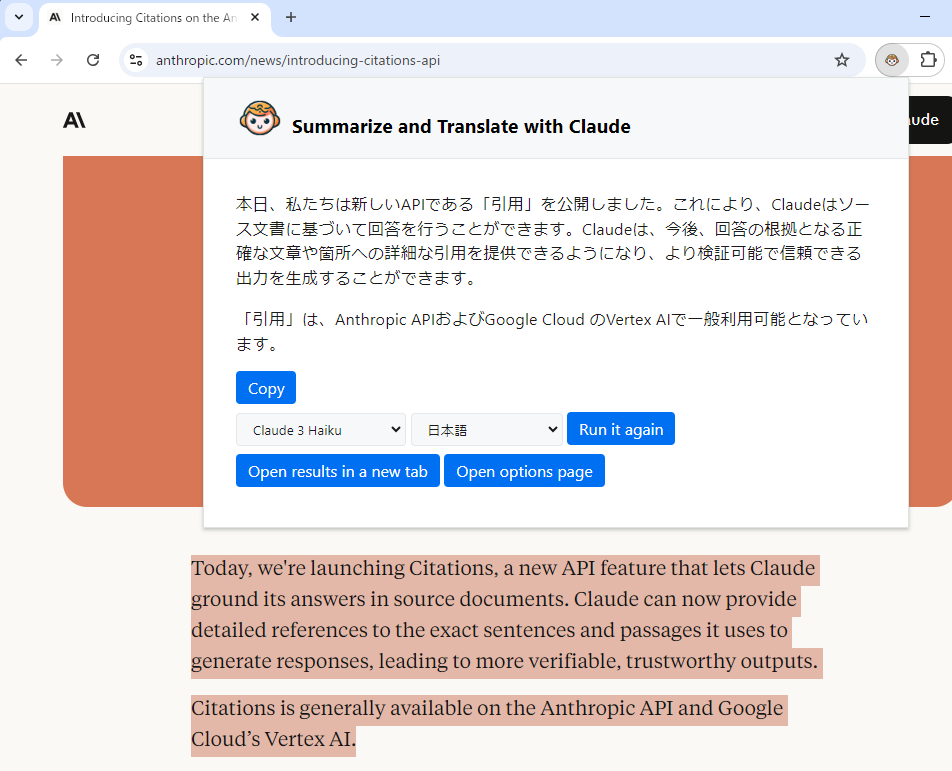 Introducing Citations on the An
anthropic.com/news/introducing-citations-api
A\
Summarize and Translate with Claude
ude
本日、私たちは新しいAPIである「引用」を公開しました。これにより、Claudeはソー
ス文書に基づいて回答を行うことができます。Claudeは、今後、回答の根拠となる正
確な文章や箇所への詳細な引用を提供できるようになり、より検証可能で信頼できる
出力を生成することができます。
「引用」は、Anthropic APIおよびGoogle Cloud のVertex AIで一般利用可能となってい
ます。
Copy
Claude 3 Haiku 日本語 Run it again
Open results in a new tab Open options page
Today, we're launching Citations, a new API feature that lets Claude
ground its answers in source documents. Claude can now provide
detailed references to the exact sentences and passages it uses to
generate responses, leading to more verifiable, trustworthy outputs.
Citations is generally available on the Anthropic API and Google
Cloud’s Vertex AI.